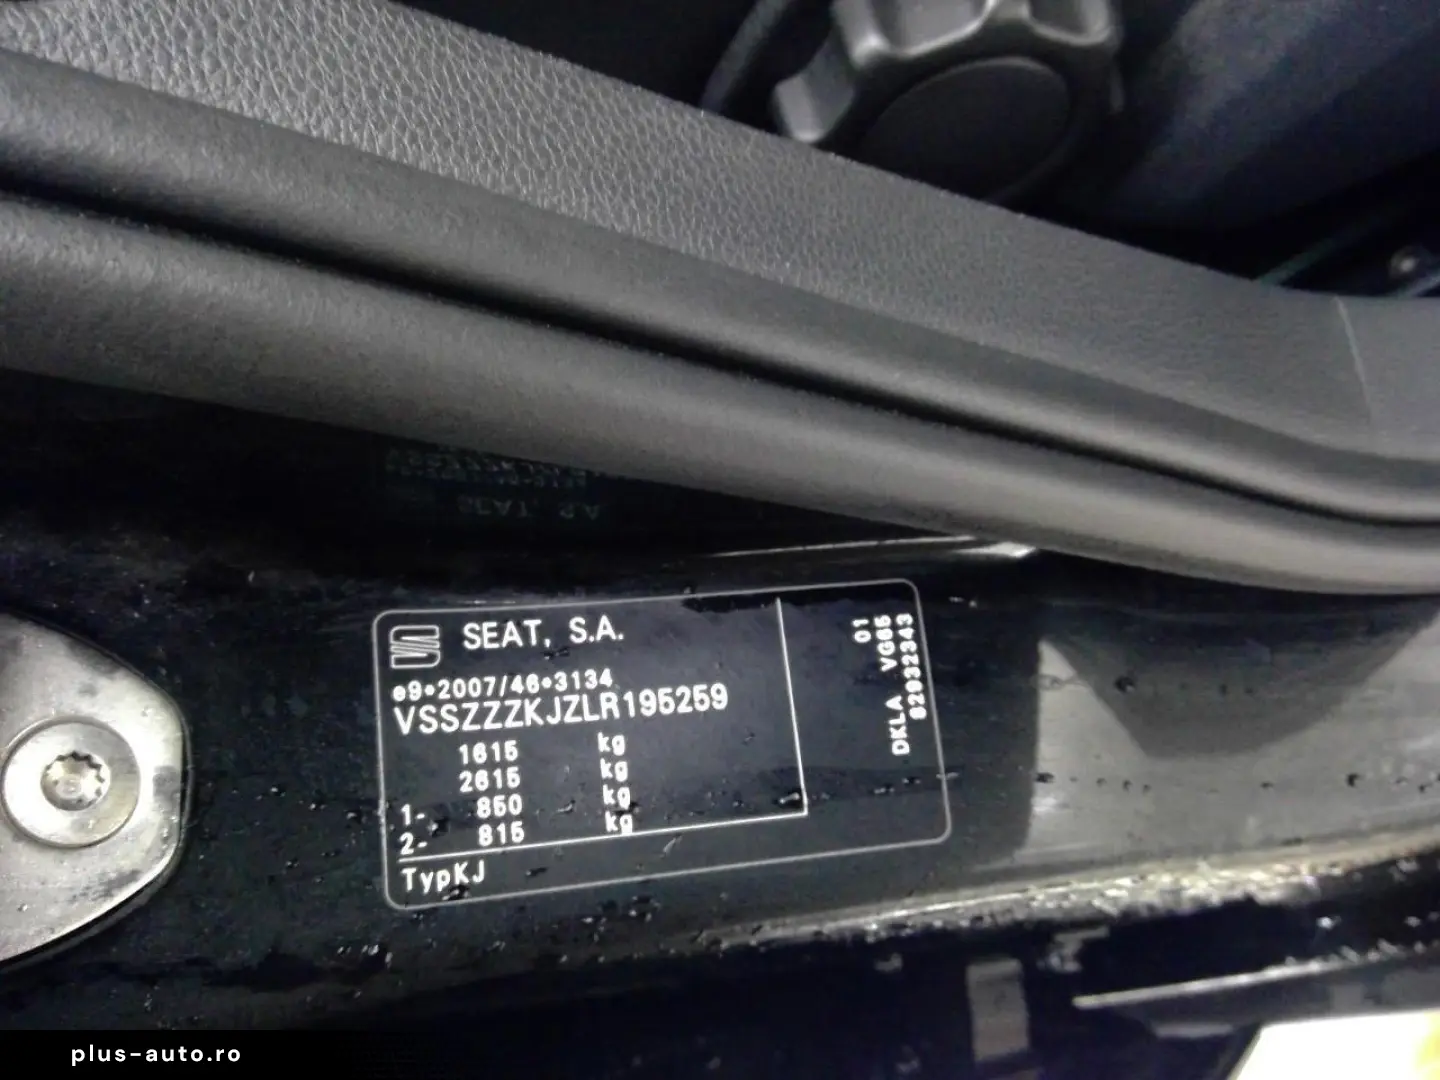 SEAT, S.A.
e9*2007/46*3134
VSSZZZKJZLR195259
1615 kg
2615 kg
1- 850 kg
2- 815 kg
TypKJ
01
DKLA VG65
82932343
plus-auto.ro